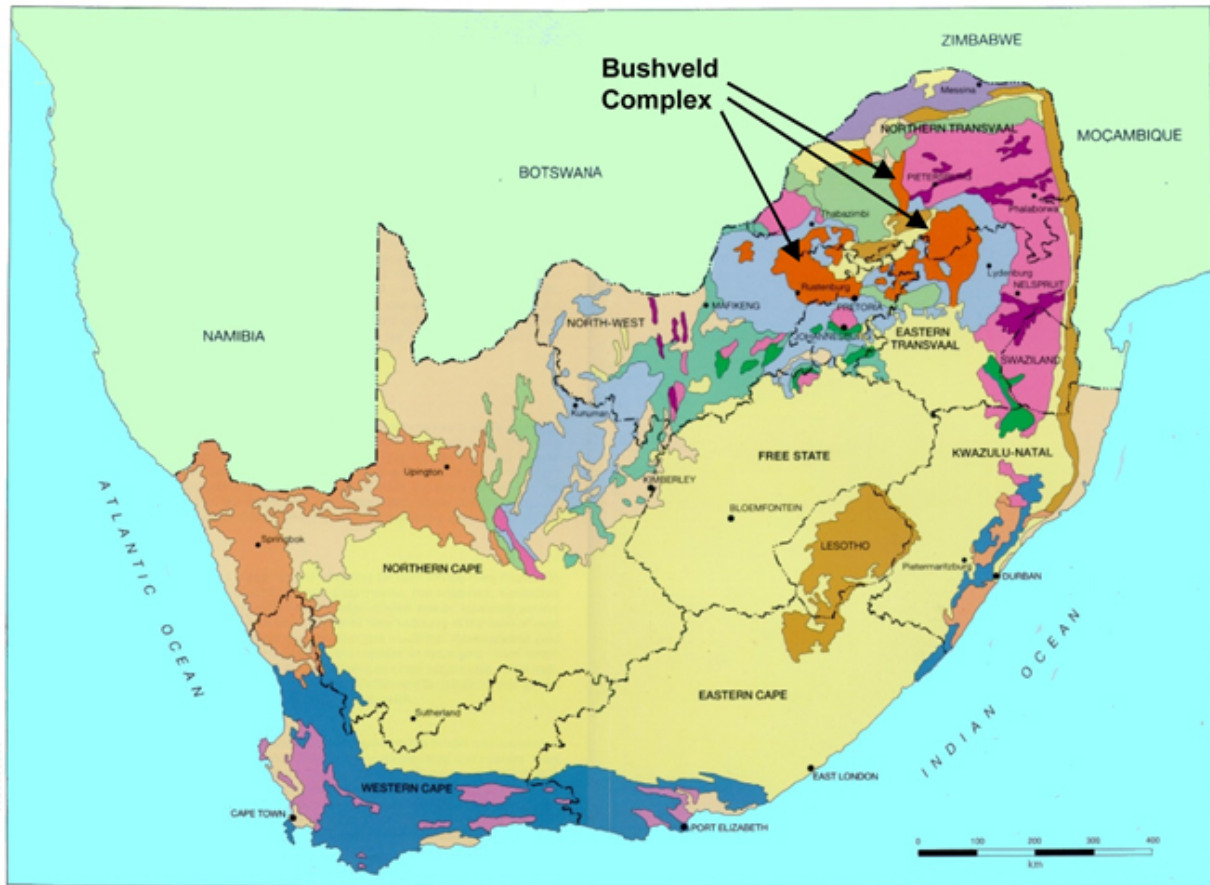 ZIMBABWE
Bushveld
Complex
Messina
NORTHERN TRANSVAAL
MOÇAMBIQUE
BOTSWANA
PIETERSBURG
Phalaborwa
Thabazimbi
Lydenburg
Rustenburg
NELSPRUIT
MAFIKENG
PRETORIA
NORTH-WEST
JOHANNESBURG
EASTERN
TRANSVAAL
NAMIBIA
SWAZILAND
Kuruman
FREE STATE
KWAZULU-NATAL
Upington
KIMBERLEY
BLOEMFONTEIN
ATLANTIC OCEAN
Springbok
LESOTHO
NORTHERN CAPE
Pietermaritzburg
DURBAN
EASTERN CAPE
Sutherland
INDIAN OCEAN
EAST LONDON
WESTERN CAPE
CAPE TOWN
PORT ELIZABETH
0 100 200 300 400
km